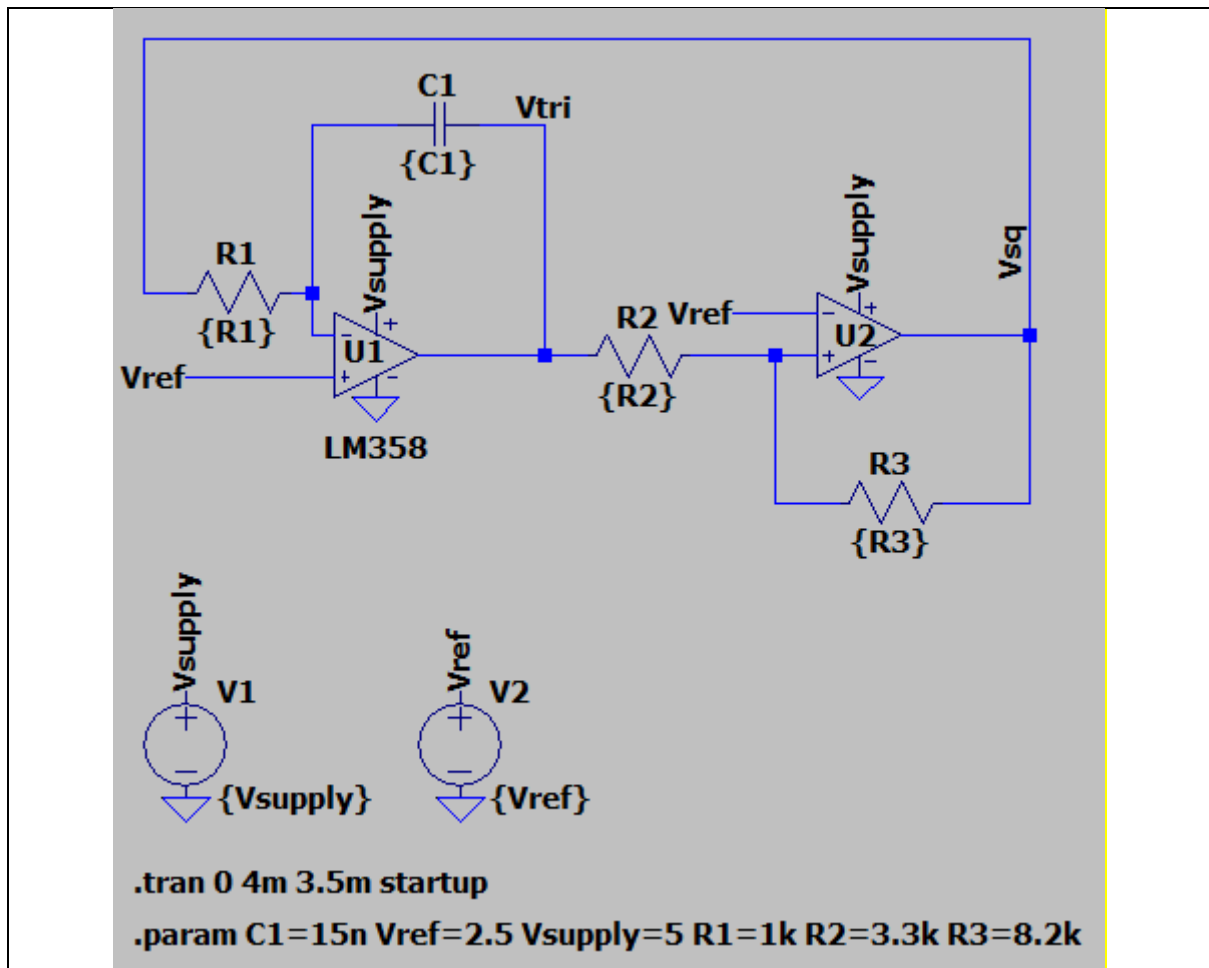 C1
Vtri
{C1}
Vsupply
Vsupply
Vsq
R1
{R1}
R2
Vref
U1
U2
Vref
{R2}
LM358
R3
{R3}
Vsupply
V1
Vref
V2
{Vsupply}
{Vref}
.tran 0 4m 3.5m startup
.param C1=15n Vref=2.5 Vsupply=5 R1=1k R2=3.3k R3=8.2k